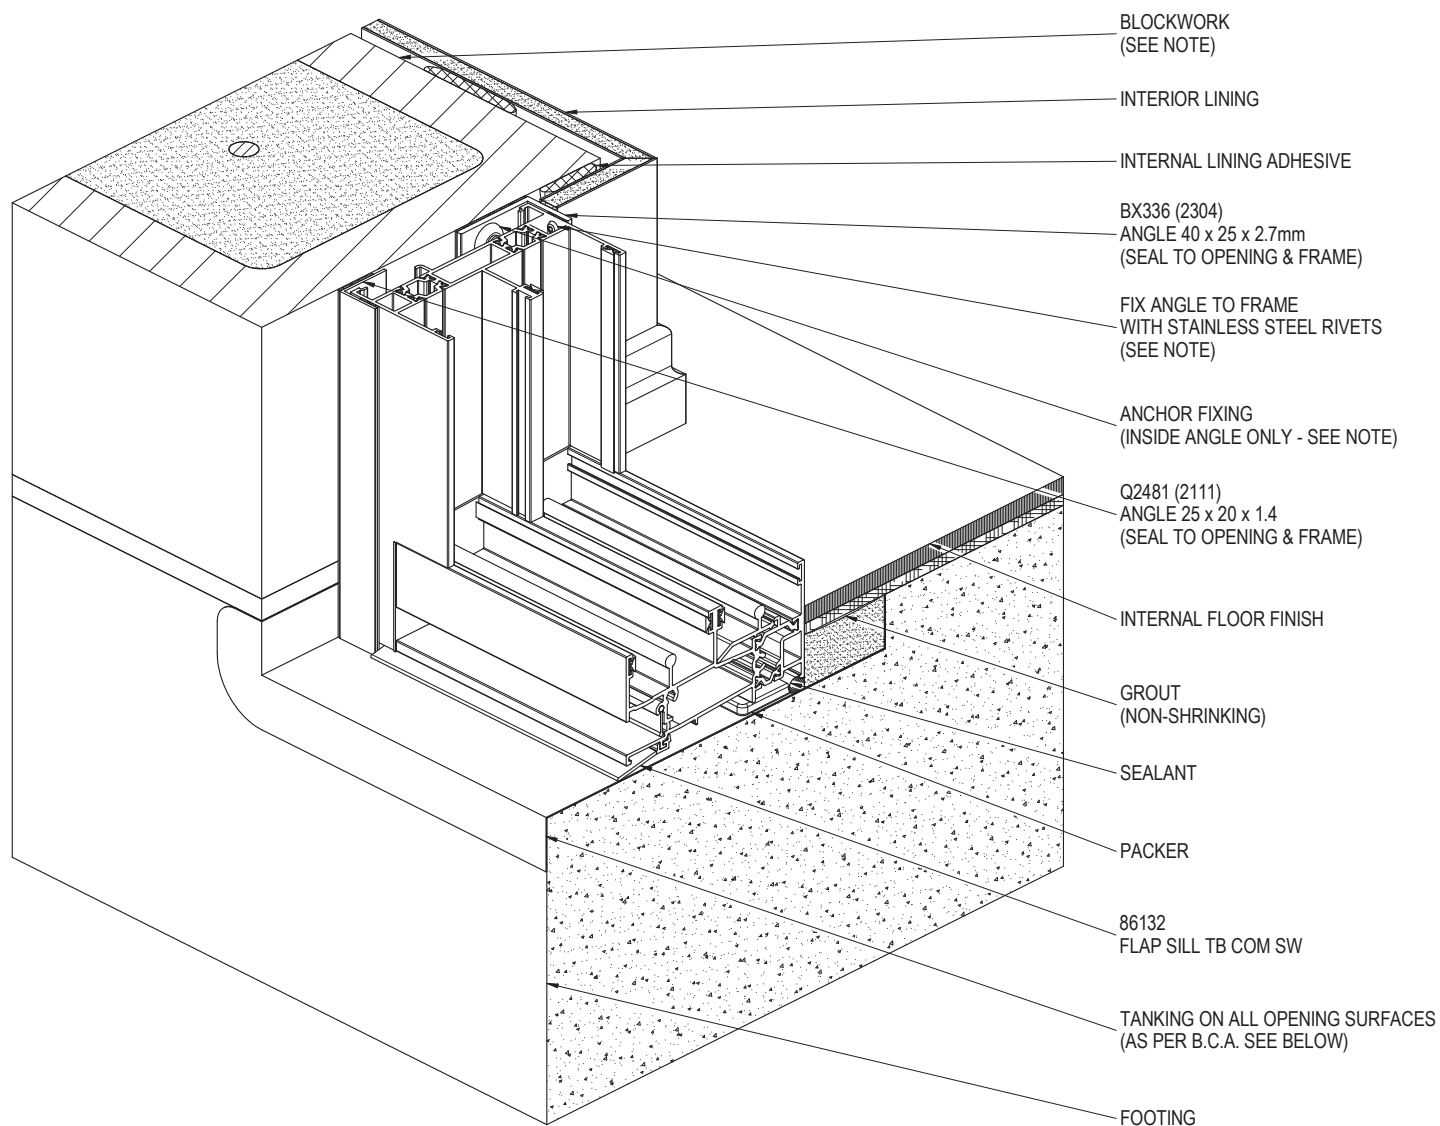 BLOCKWORK
(SEE NOTE)
INTERIOR LINING
INTERNAL LINING ADHESIVE
BX336 (2304)
ANGLE 40 x 25 x 2.7mm
(SEAL TO OPENING & FRAME)
FIX ANGLE TO FRAME
WITH STAINLESS STEEL RIVETS
(SEE NOTE)
ANCHOR FIXING
(INSIDE ANGLE ONLY - SEE NOTE)
Q2481 (2111)
ANGLE 25 x 20 x 1.4
(SEAL TO OPENING & FRAME)
INTERNAL FLOOR FINISH
GROUT
(NON-SHRINKING)
SEALANT
PACKER
86132
FLAP SILL TB COM SW
TANKING ON ALL OPENING SURFACES
(AS PER B.C.A. SEE BELOW)
FOOTING